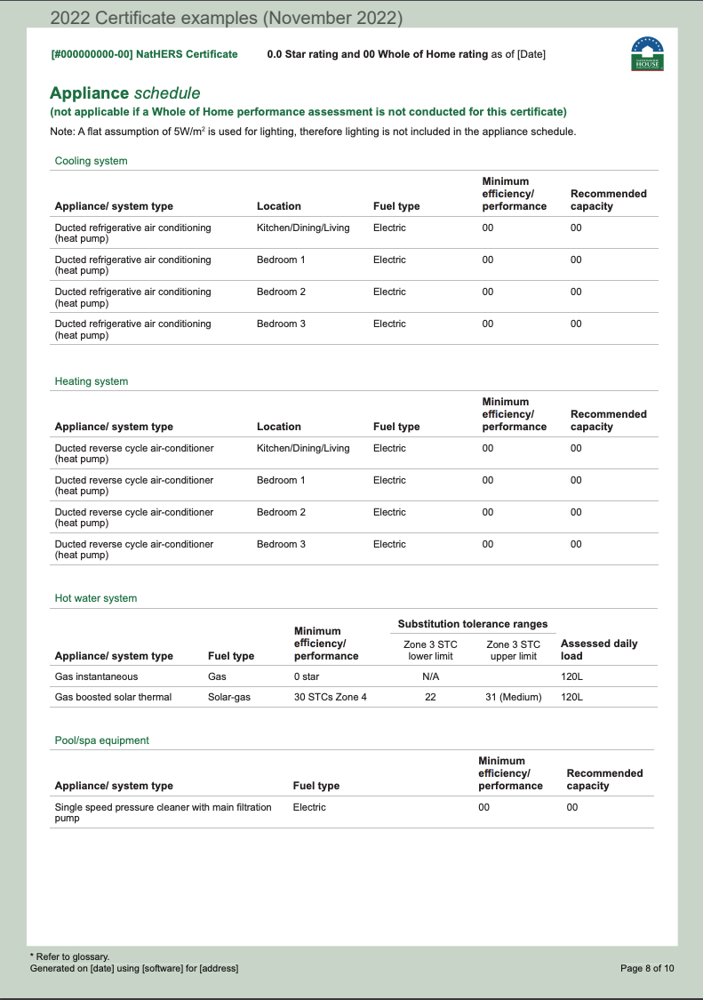 2022 Certificate examples (November 2022)
[#000000000-00] NatHERS Certificate 0.0 Star rating and 00 Whole of Home rating as of [Date]
HOUSE
Appliance schedule
(not applicable if a Whole of Home performance assessment is not conducted for this certificate)
Note: A flat assumption of 5W/m² is used for lighting, therefore lighting is not included in the appliance schedule.
Cooling system
Minimum
efficiency/ Recommended
Appliance/ system type Location Fuel type performance capacity
Ducted refrigerative air conditioning Kitchen/Dining/Living Electric 00 00
(heat pump)
Ducted refrigerative air conditioning Bedroom 1 Electric 00 00
(heat pump)
Ducted refrigerative air conditioning Bedroom 2 Electric 00 00
(heat pump)
Ducted refrigerative air conditioning Bedroom 3 Electric 00 00
(heat pump)
Heating system
Minimum
efficiency/ Recommended
Appliance/ system type Location Fuel type performance capacity
Ducted reverse cycle air-conditioner Kitchen/Dining/Living Electric 00 00
(heat pump)
Ducted reverse cycle air-conditioner Bedroom 1 Electric 00 00
(heat pump)
Ducted reverse cycle air-conditioner Bedroom 2 Electric 00 00
(heat pump)
Ducted reverse cycle air-conditioner Bedroom 3 Electric 00 00
(heat pump)
Hot water system
Substitution tolerance ranges
Minimum
efficiency/ Zone 3 STC Zone 3 STC Assessed daily
Appliance/ system type Fuel type performance lower limit upper limit load
Gas instantaneous Gas 0 star N/A 120L
Gas boosted solar thermal Solar-gas 30 STCs Zone 4 22 31 (Medium) 120L
Pool/spa equipment
Minimum
efficiency/ Recommended
Appliance/ system type Fuel type performance capacity
Single speed pressure cleaner with main filtration Electric 00 00
pump
* Refer to glossary.
Generated on [date] using [software] for [address] Page 8 of 10